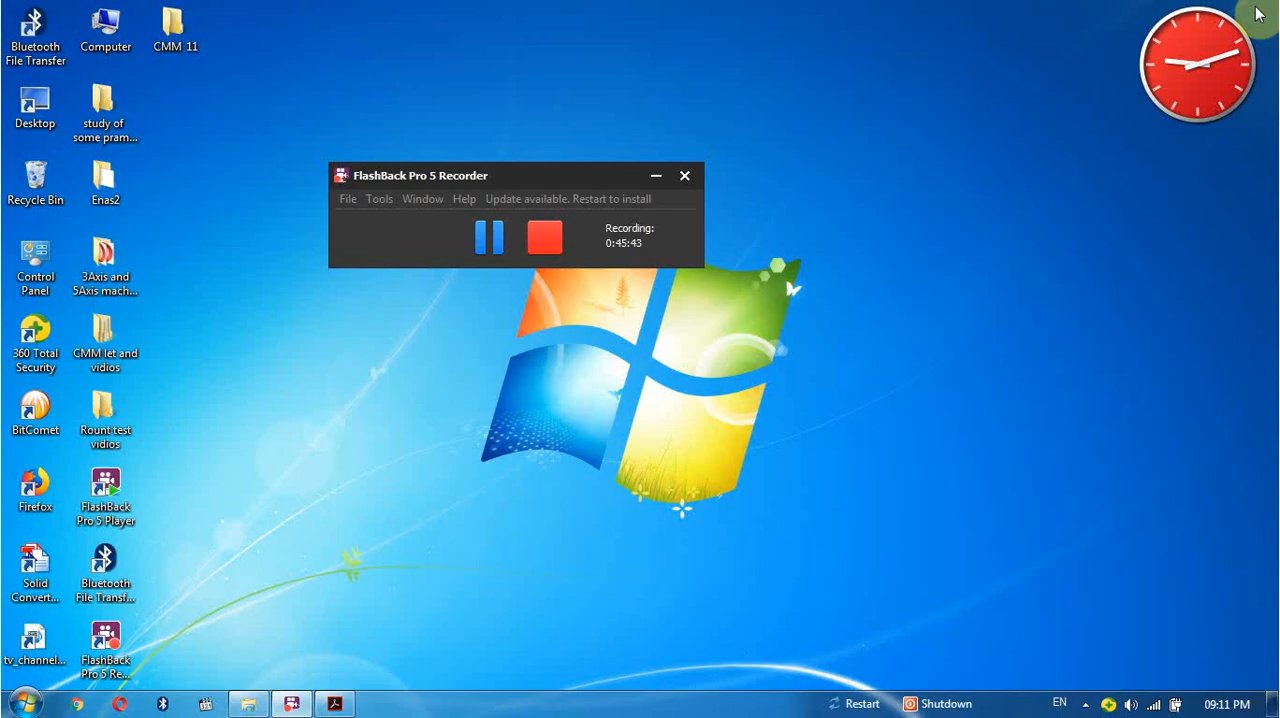 Bluetooth
File Transfer
Computer
CMM 11
Desktop
study of
some pram...
Recycle Bin
Enas2
Control
Panel
3Axis and
5Axis mach...
360 Total
Security
CMM let and
vidios
BitComet
Rount test
vidios
Firefox
FlashBack
Pro 5 Player
Solid
Convert...
Bluetooth
File Transf...
tv_channel...
FlashBack
Pro 5 Re...
FlashBack Pro 5 Recorder
File Tools Window Help Update available. Restart to install
Recording:
0:45:43
Restart Shutdown EN 09:11 PM